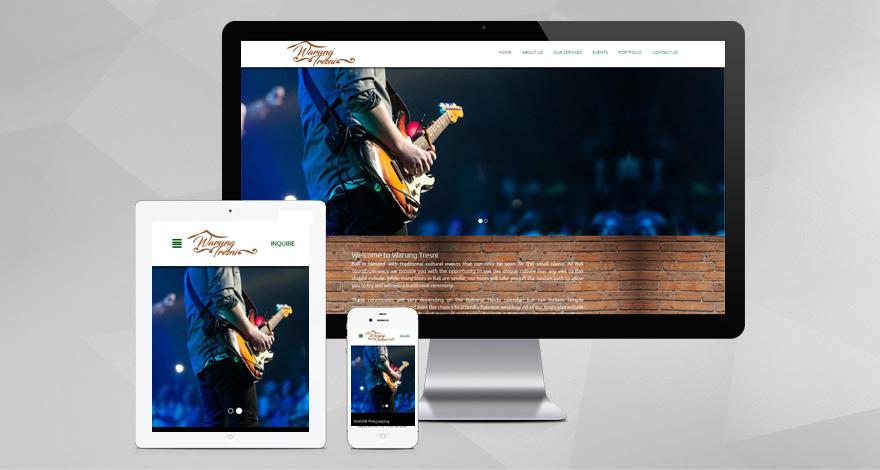 Warung
Tresni
HOME ABOUT US OUR SERVICES EVENTS PORTFOLIO CONTACT US
Welcome to Warung Tresni
Bali is blessed with traditional cultural events that can only be seen on this small island. At Bali
we provide you with the opportunity to see the unique culture that any visit to Bali
should include. While many tours in Bali are similar, our tours will take you off the beaten path to allow
you to try and witness a traditional ceremony.
These ceremonies will vary depending on the Balinese Hindu calendar, but can include temple
and even the chance to attend a Balinese wedding! All of our tours also include
Warung
Tresni
INQUIRE
Warung
Tresni
INQUIRE